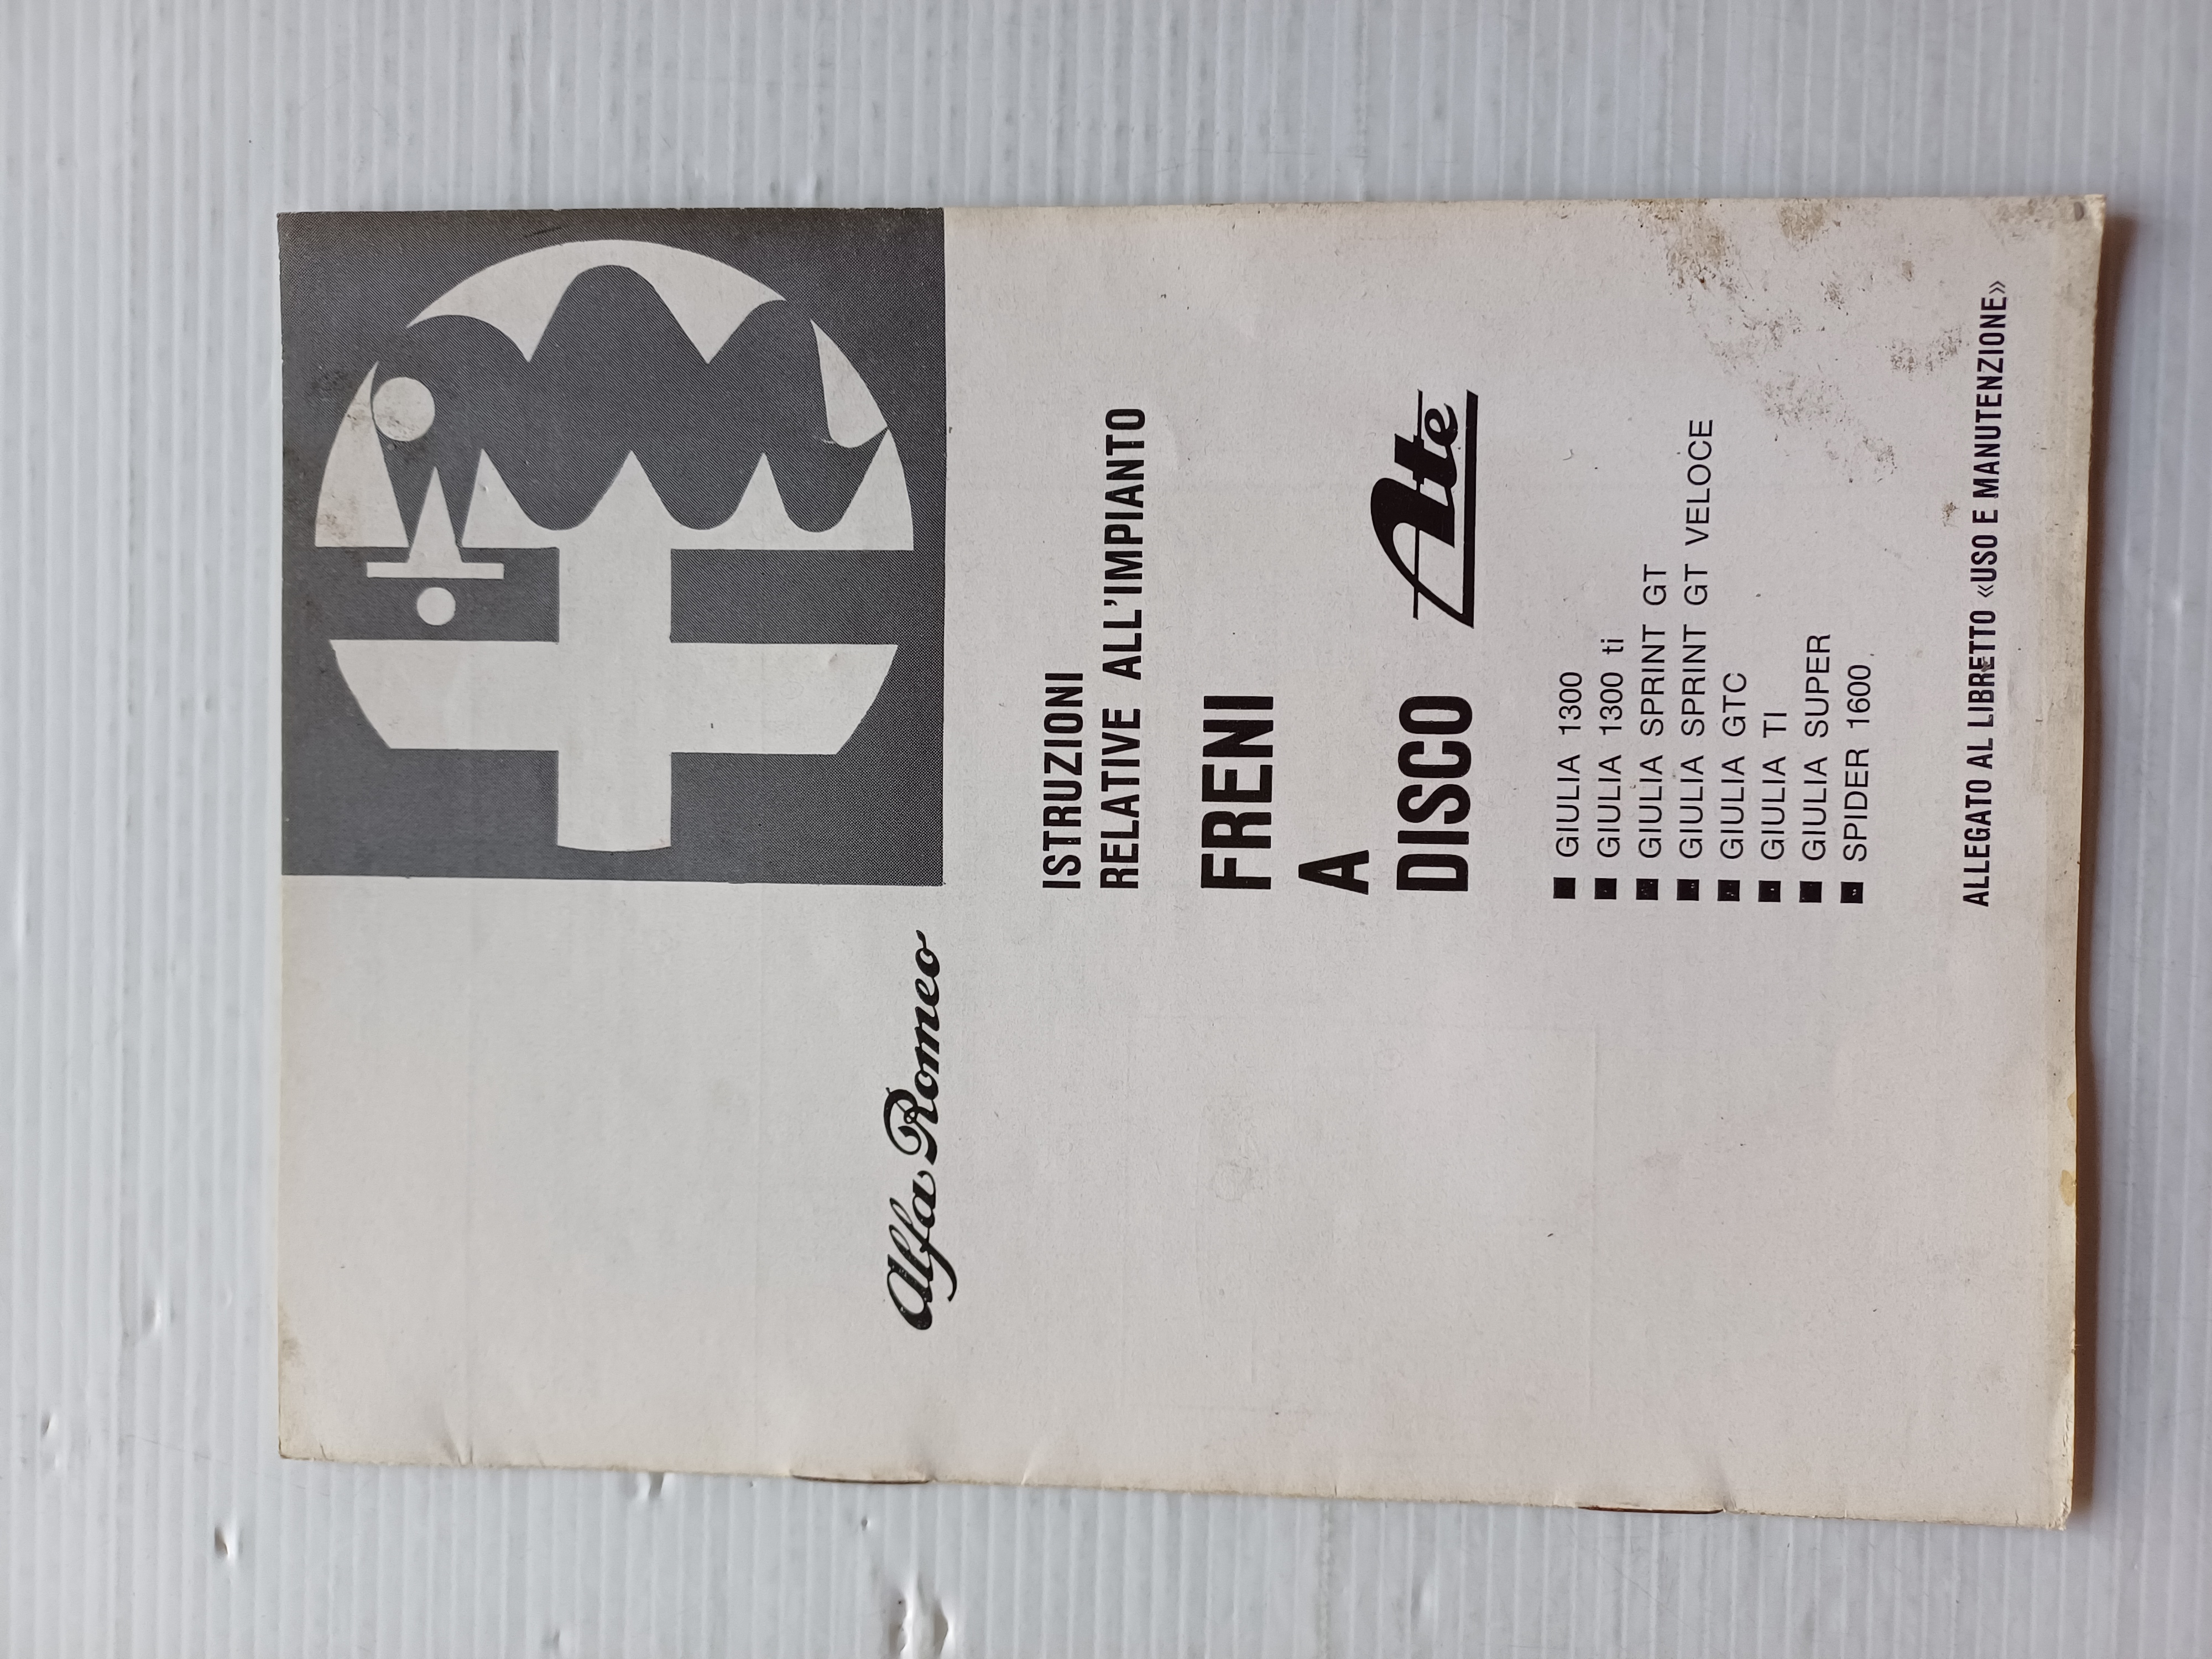 Alfa Romeo
ISTRUZIONI
RELATIVE ALL'IMPIANTO
FRENI
A
DISCO Ate
■ GIULIA 1300
■ GIULIA 1300 ti
■ GIULIA SPRINT GT
■ GIULIA SPRINT GT VELOCE
■ GIULIA GTC
■ GIULIA TI
■ GIULIA SUPER
■ SPIDER 1600
ALLEGATO AL LIBRETTO «USO E MANUTENZIONE»